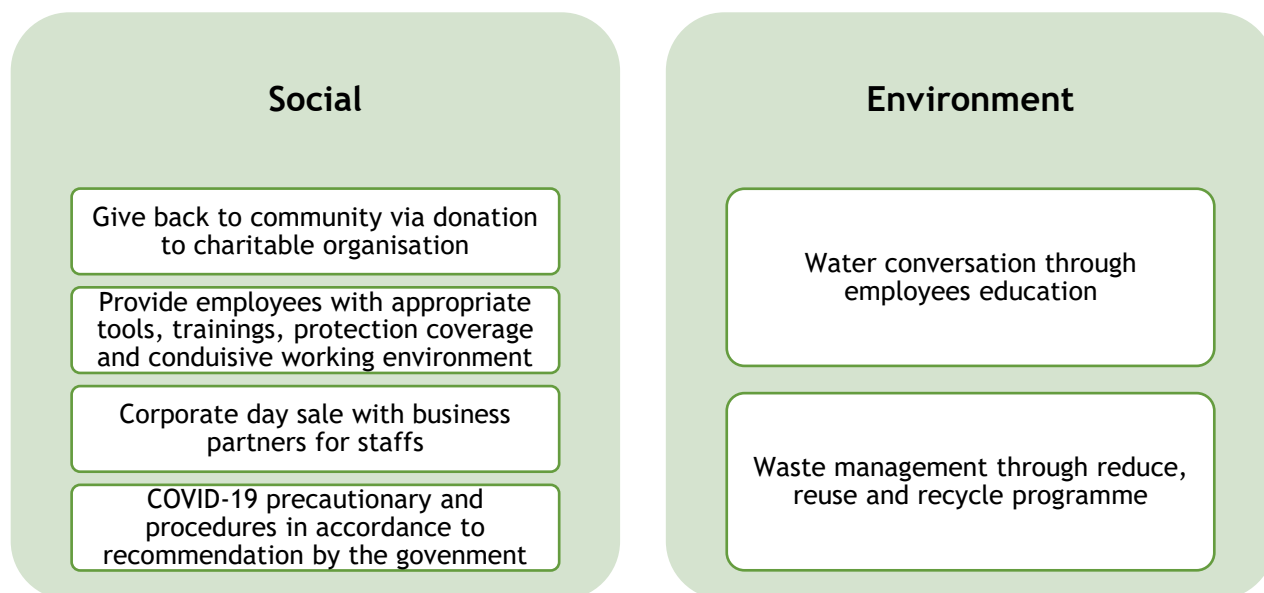 Social
Give back to community via donation
to charitable organisation
Provide employees with appropriate
tools, trainings, protection coverage
and conduisive working environment
Corporate day sale with business
partners for staffs
COVID-19 precautionary and
procedures in accordance to
recommendation by the govenment
Environment
Water conversation through
employees education
Waste management through reduce,
reuse and recycle programme